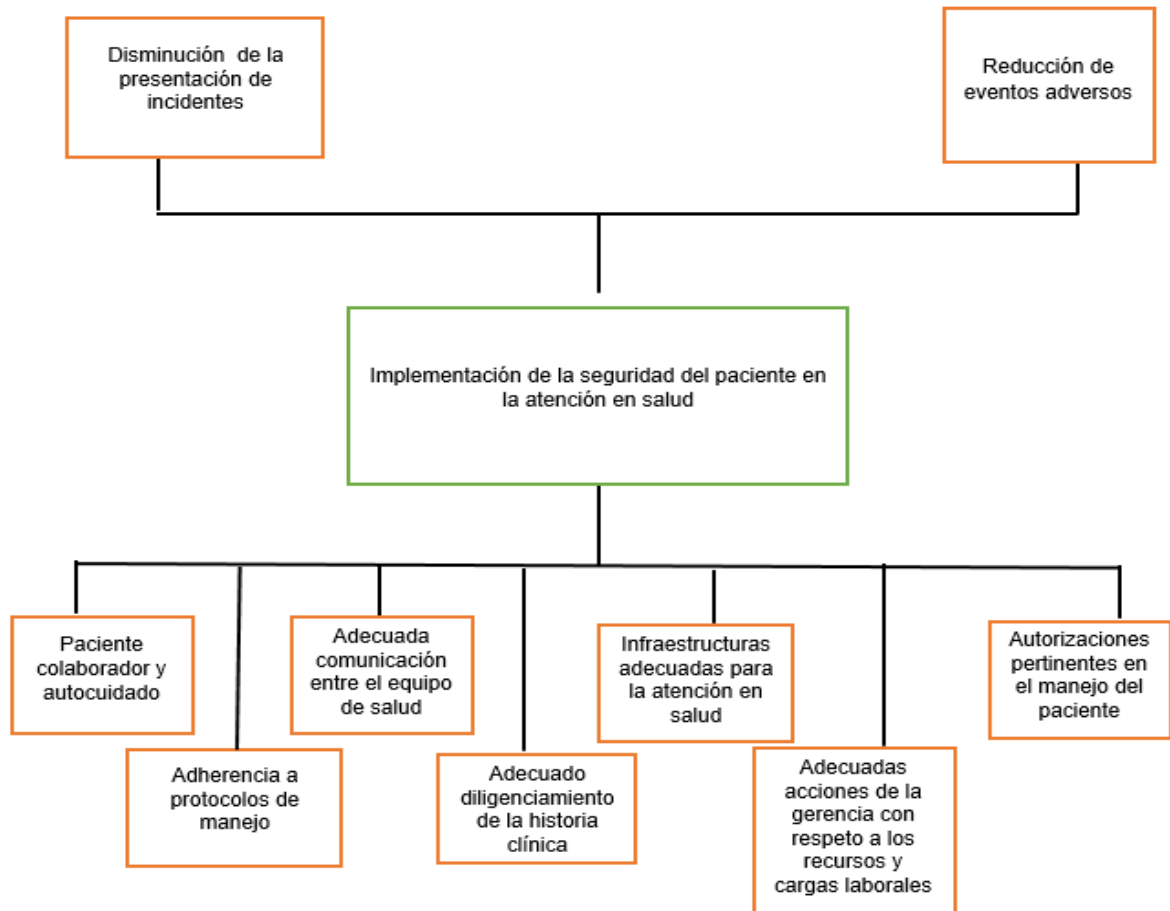 Disminución de la
presentación de
incidentes
Reducción de
eventos adversos
Implementación de la seguridad del paciente en
la atención en salud
Paciente
colaborador y
autocuidado
Adherencia a
protocolos de
manejo
Adecuada
comunicación
entre el equipo
de salud
Adecuado
diligenciamiento
de la historia
clínica
Infraestructuras
adecuadas para
la atención en
salud
Adecuadas
acciones de la
gerencia con
respeto a los
recursos y
cargas laborales
Autorizaciones
pertinentes en
el manejo del
paciente